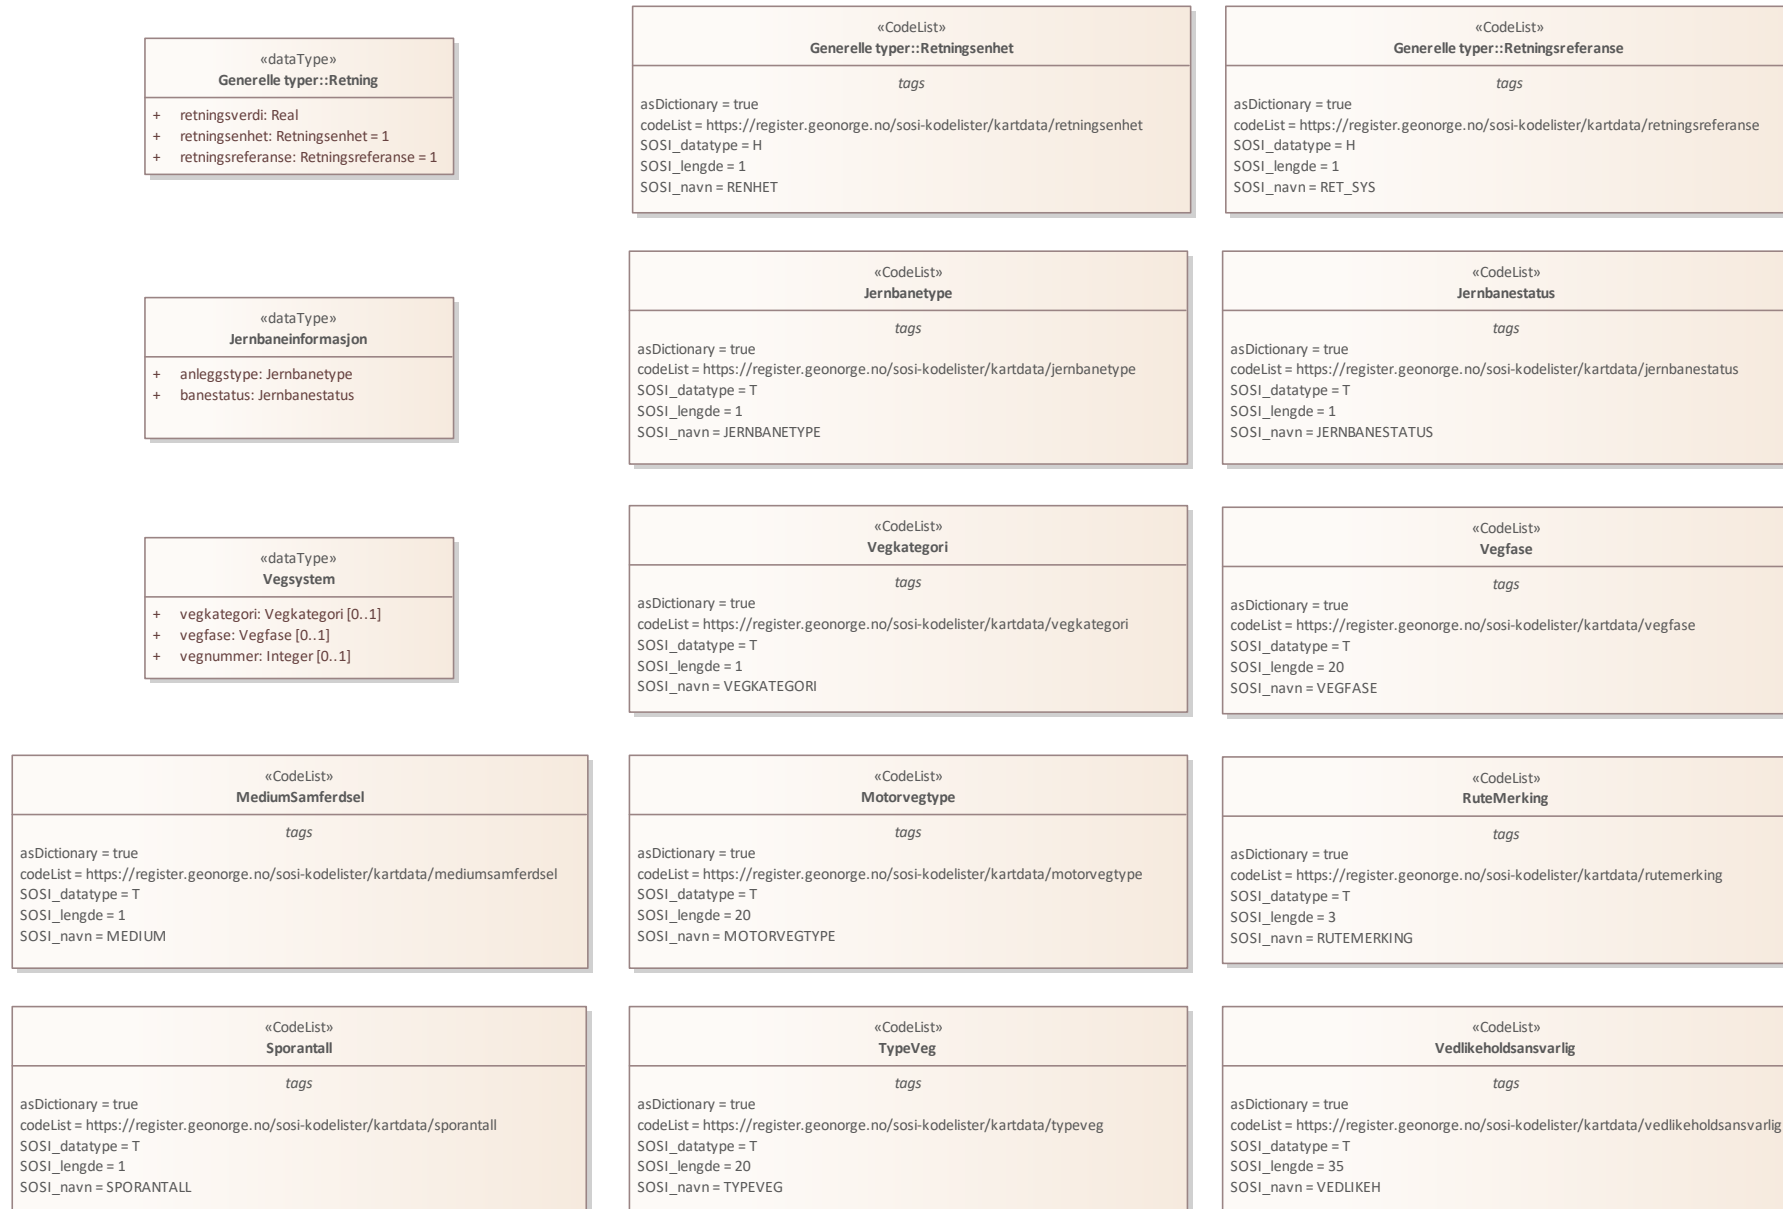 «dataType»
Generelle typer::Retning
+ retningsverdi: Real
+ retningsenhet: Retningsenhet = 1
+ retningsreferanse: Retningsreferanse = 1
«CodeList»
Generelle typer::Retningsenhet
tags
asDictionary = true
codeList = https://register.geonorge.no/sosi-kodelister/kartdata/retningsenhet
SOSI_datatype = H
SOSI_lengde = 1
SOSI_navn = RENHET
«CodeList»
Generelle typer::Retningsreferanse
tags
asDictionary = true
codeList = https://register.geonorge.no/sosi-kodelister/kartdata/retningsreferanse
SOSI_datatype = H
SOSI_lengde = 1
SOSI_navn = RET_SYS
«dataType»
Jernbaneinformasjon
+ anleggstype: Jernbanetype
+ banestatus: Jernbanestatus
«CodeList»
Jernbanetype
tags
asDictionary = true
codeList = https://register.geonorge.no/sosi-kodelister/kartdata/jernbanetype
SOSI_datatype = T
SOSI_lengde = 1
SOSI_navn = JERNBANETYPE
«CodeList»
Jernbanestatus
tags
asDictionary = true
codeList = https://register.geonorge.no/sosi-kodelister/kartdata/jernbanestatus
SOSI_datatype = T
SOSI_lengde = 1
SOSI_navn = JERNBANESTATUS
«dataType»
Vegsystem
+ vegkategori: Vegkategori [0..1]
+ vegfase: Vegfase [0..1]
+ vegnummer: Integer [0..1]
«CodeList»
Vegkategori
tags
asDictionary = true
codeList = https://register.geonorge.no/sosi-kodelister/kartdata/vegkategori
SOSI_datatype = T
SOSI_lengde = 1
SOSI_navn = VEGKATEGORI
«CodeList»
Vegfase
tags
asDictionary = true
codeList = https://register.geonorge.no/sosi-kodelister/kartdata/vegfase
SOSI_datatype = T
SOSI_lengde = 20
SOSI_navn = VEGFASE
«CodeList»
MediumSamferdsel
tags
asDictionary = true
codeList = https://register.geonorge.no/sosi-kodelister/kartdata/mediumsamferdsel
SOSI_datatype = T
SOSI_lengde = 1
SOSI_navn = MEDIUM
«CodeList»
Motorvegtype
tags
asDictionary = true
codeList = https://register.geonorge.no/sosi-kodelister/kartdata/motorvegtype
SOSI_datatype = T
SOSI_lengde = 20
SOSI_navn = MOTORVEGTYPE
«CodeList»
RuteMerking
tags
asDictionary = true
codeList = https://register.geonorge.no/sosi-kodelister/kartdata/rutemerking
SOSI_datatype = T
SOSI_lengde = 3
SOSI_navn = RUTEMERKING
«CodeList»
Sporantall
tags
asDictionary = true
codeList = https://register.geonorge.no/sosi-kodelister/kartdata/sporantall
SOSI_datatype = T
SOSI_lengde = 1
SOSI_navn = SPORANTALL
«CodeList»
TypeVeg
tags
asDictionary = true
codeList = https://register.geonorge.no/sosi-kodelister/kartdata/typeveg
SOSI_datatype = T
SOSI_lengde = 20
SOSI_navn = TYPEVEG
«CodeList»
Vedlikeholdsansvarlig
tags
asDictionary = true
codeList = https://register.geonorge.no/sosi-kodelister/kartdata/vedlikeholdsansvarlig
SOSI_datatype = T
SOSI_lengde = 35
SOSI_navn = VEDLIKEH